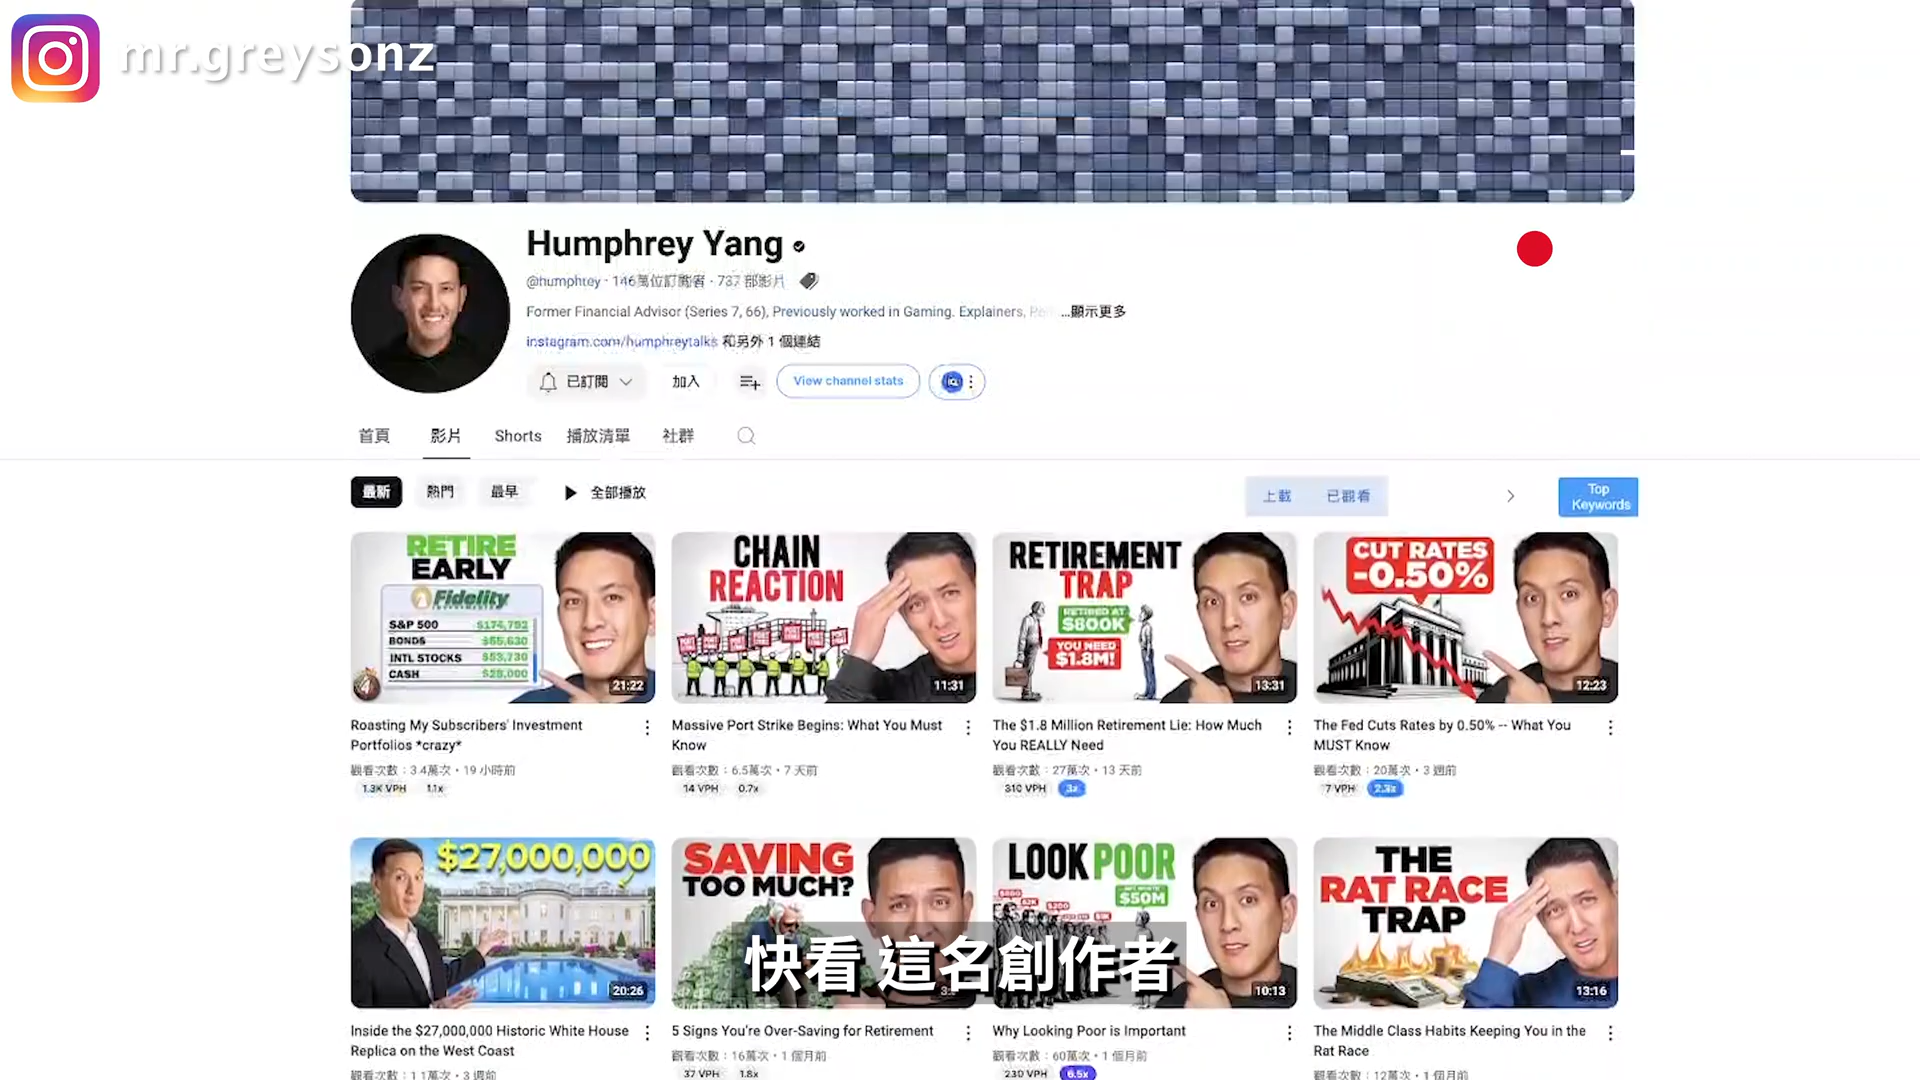 mr.greysonz
Humphrey Yang
@humphrey · 146萬位訂閱者 · 737 部影片
Former Financial Advisor (Series 7, 66), Previously worked in Gaming. Explainers, ...顯示更多
instagram.com/humphreytalks 和另外 1 個連結
已訂閱 加入 View channel stats
首頁 影片 Shorts 播放清單 社群
最新 熱門 最早 全部播放 上載 已觀看 Top
Keywords
RETIRE
EARLY
Fidelity
S&P 500 $174,792
BONDS $55,630
INTL STOCKS $53,730
CASH $28,000
21:22
CHAIN
REACTION
11:31
RETIREMENT
TRAP
RETIRED AT
$800K
YOU NEED
$1.8M!
13:31
CUT RATES
-0.50%
12:23
Roasting My Subscribers' Investment
Portfolios *crazy*
觀看次數：3.4萬次・19 小時前
1.3K VPH 1.1x
Massive Port Strike Begins: What You Must
Know
觀看次數：6.5萬次・7 天前
14 VPH 0.7x
The $1.8 Million Retirement Lie: How Much
You REALLY Need
觀看次數：27萬次・13 天前
310 VPH 3x
The Fed Cuts Rates by 0.50% -- What You
MUST Know
觀看次數：20萬次・3 週前
7 VPH 2.3x
$27,000,000
20:26
SAVING
TOO MUCH?
LOOK POOR
$50M
10:13
THE
RAT RACE
TRAP
13:16
快看 這名創作者
Inside the $27,000,000 Historic White House
Replica on the West Coast
觀看次數：1.1萬次・3 週前
5 Signs You're Over-Saving for Retirement
觀看次數：16萬次・1 個月前
37 VPH 1.8x
Why Looking Poor is Important
觀看次數：60萬次・1 個月前
230 VPH 6.5x
The Middle Class Habits Keeping You in the
Rat Race
觀看次數：12萬次・1 個月前